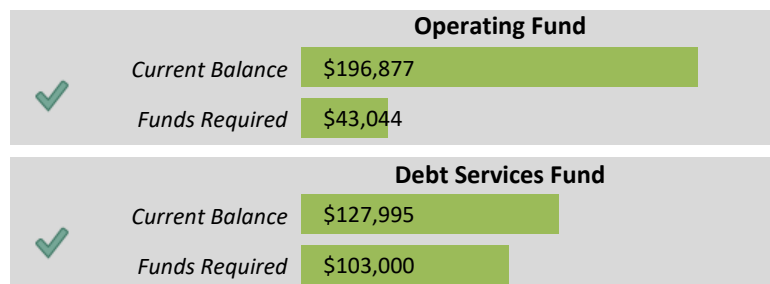 Operating Fund
Current Balance $196,877
Funds Required $43,044
Debt Services Fund
Current Balance $127,995
Funds Required $103,000